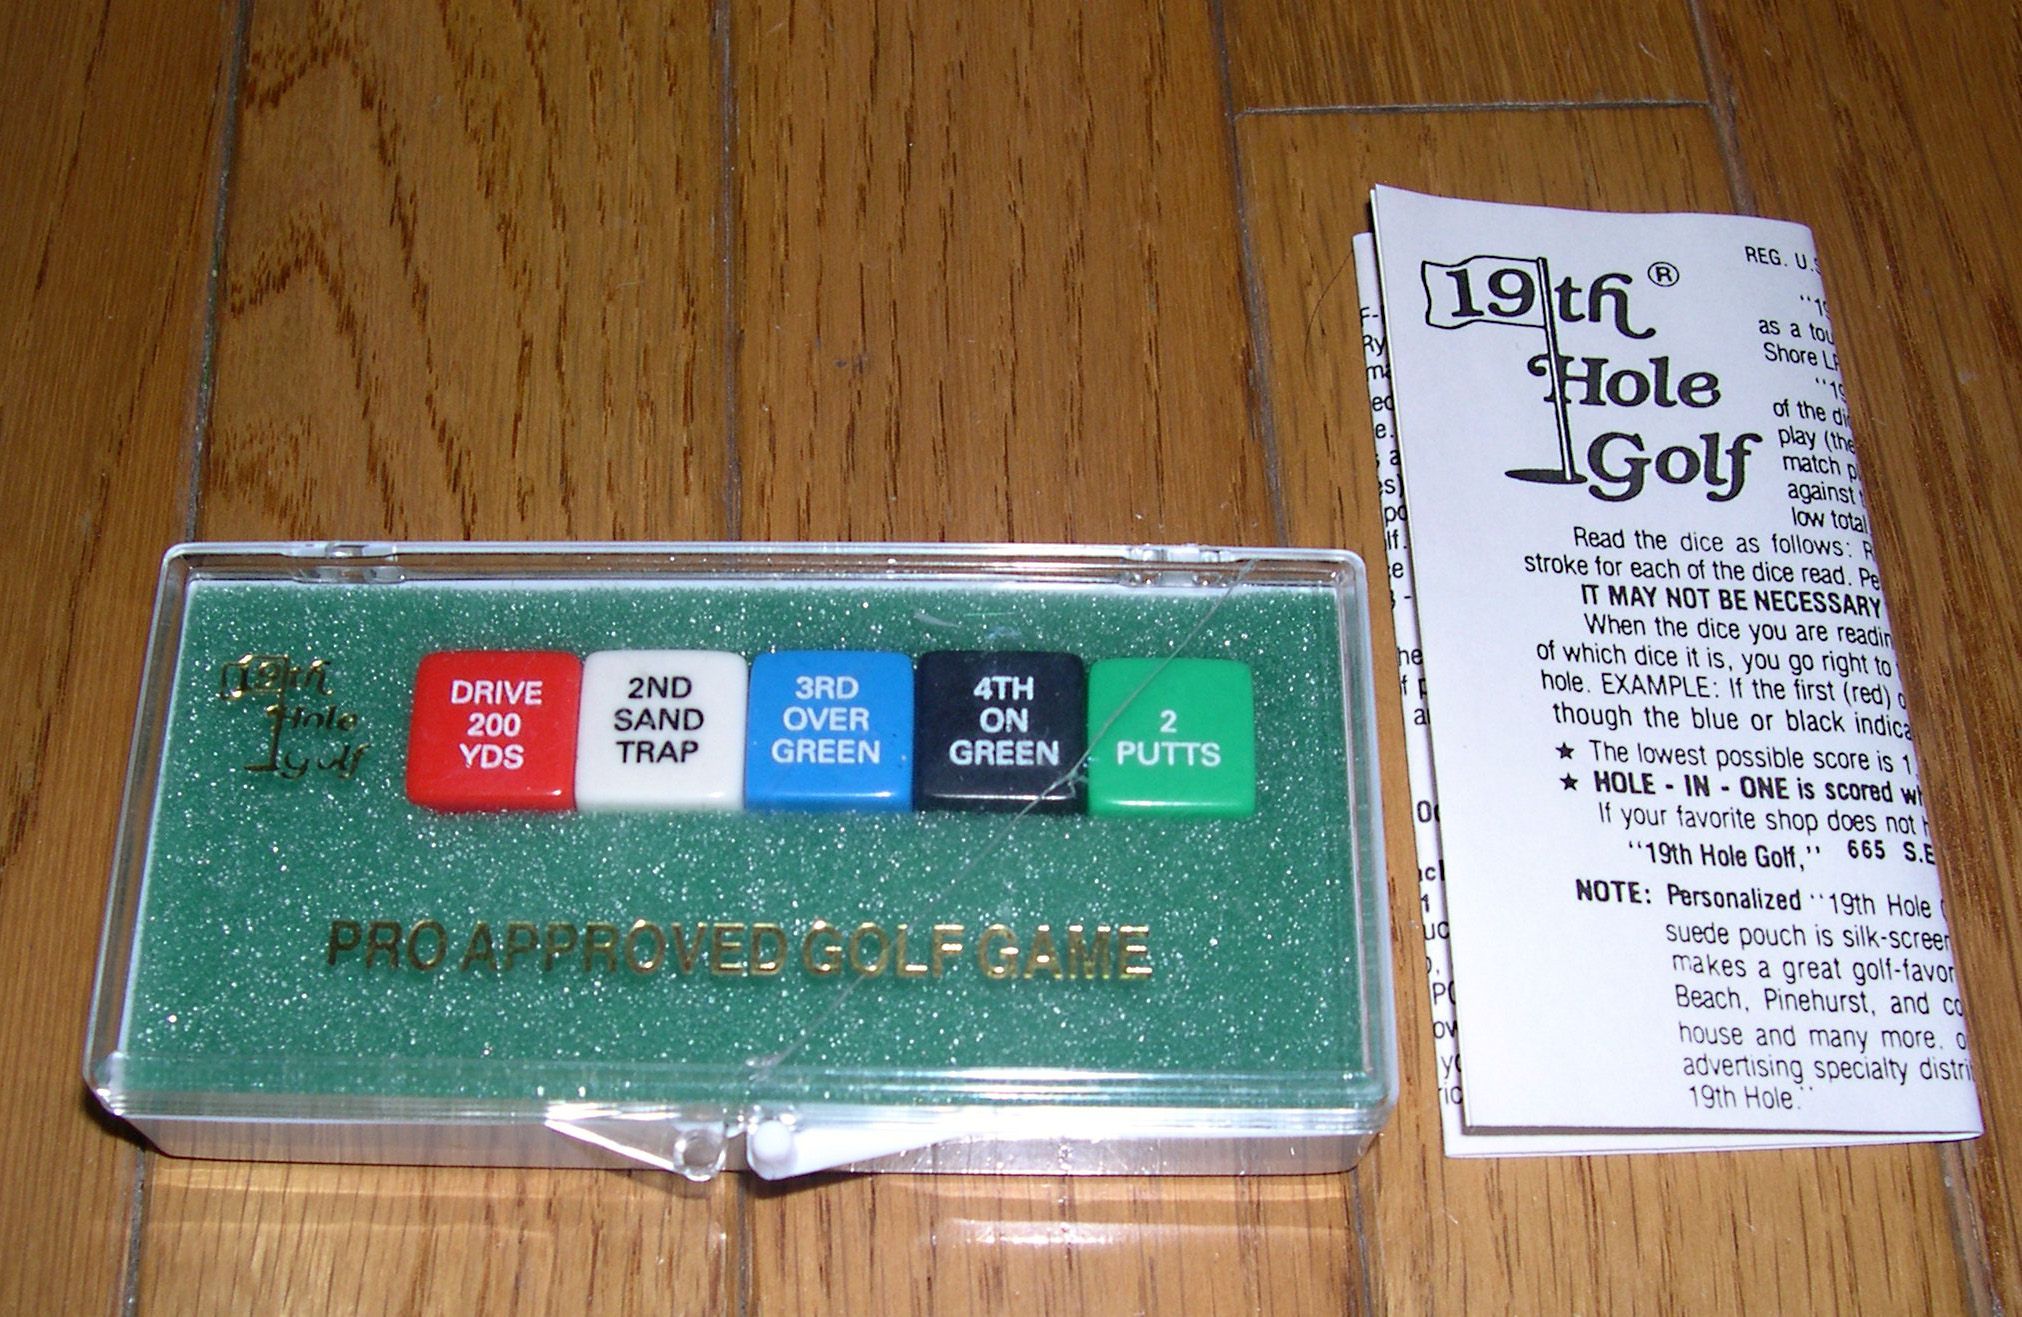 19th
Hole
Golf
DRIVE
200
YDS
2ND
SAND
TRAP
3RD
OVER
GREEN
4TH
ON
GREEN
2
PUTTS
PRO APPROVED GOLF GAME
19th ®
Hole
Golf
REG. U.S
"19
as a tou
Shore
"19
of the
play (the
match p
against
low total
Read the dice as follows: R
stroke for each of the dice read. Pe
IT MAY NOT BE NECESSARY
When the dice you are readin
of which dice it is, you go right to
hole. EXAMPLE: If the first (red)
though the blue or black indica
★ The lowest possible score is 1
★ HOLE - IN - ONE is scored wh
If your favorite shop does not
"19th Hole Golf," 665 S.E
NOTE: Personalized "19th Hole
suede pouch is silk-screen
makes a great golf-favor
Beach, Pinehurst, and co
house and many more. o
advertising specialty distri
19th Hole."